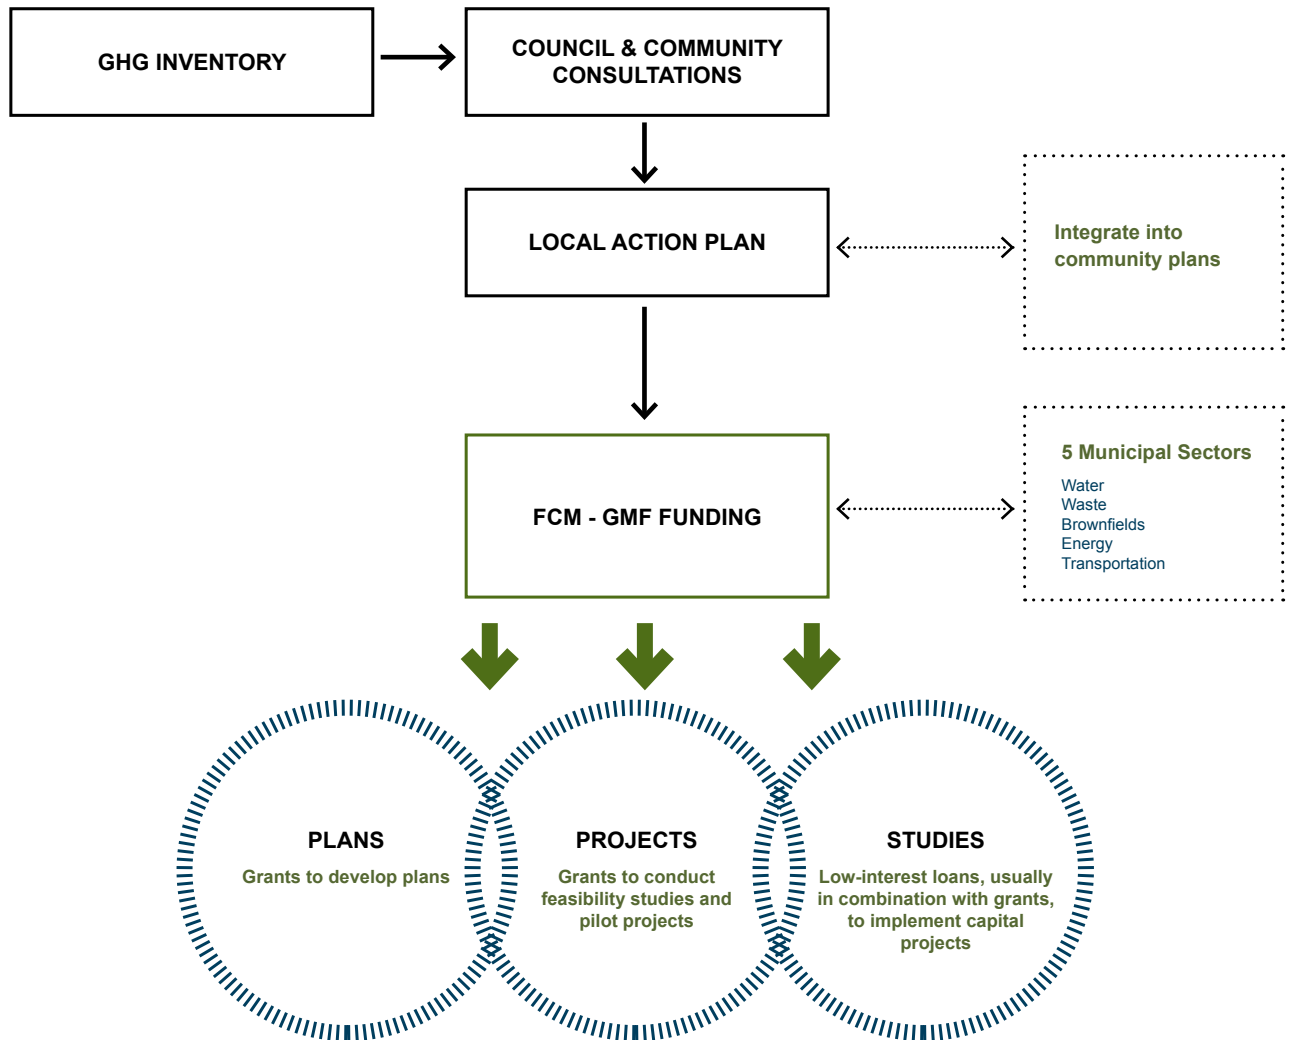 GHG INVENTORY
COUNCIL & COMMUNITY
CONSULTATIONS
LOCAL ACTION PLAN
Integrate into
community plans
FCM - GMF FUNDING
5 Municipal Sectors
Water
Waste
Brownfields
Energy
Transportation
PLANS
Grants to develop plans
PROJECTS
Grants to conduct
feasibility studies and
pilot projects
STUDIES
Low-interest loans, usually
in combination with grants,
to implement capital
projects